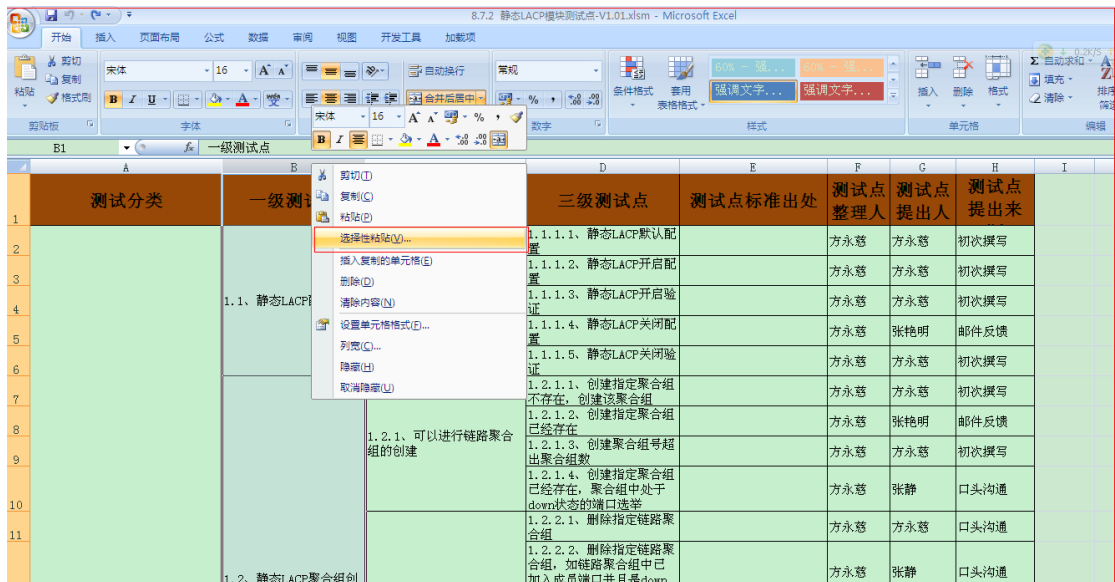 8.7.2 静态LACP模块测试点-V1.01.xlsm - Microsoft Excel
开始 插入 页面布局 公式 数据 审阅 视图 开发工具 加载项
0.2K/S
剪切
复制
格式刷
粘贴
剪贴板
宋体 16 A A
B I U A 变
字体
自动换行
合并后居中
常规
% , .00
数字
条件格式 套用
表格格式
60% - 强... 60% - 强...
强调文字... 强调文字...
样式
插入 删除 格式
单元格
Σ 自动求和
填充
清除
排序
编辑
宋体 16 A A % ,
B I A
B1 fx 一级测试点
A B D E F G H I
1 测试分类 一级测 三级测试点 测试点标准出处 测试点
整理人 测试点
提出人 测试点
提出来
剪切(T)
复制(C)
粘贴(P)
选择性粘贴(V)...
插入复制的单元格(E)
删除(D)
清除内容(N)
设置单元格格式(F)...
列宽(C)...
隐藏(H)
取消隐藏(U)
2 1.1.1.1、静态LACP默认配
置 方永慈 方永慈 初次撰写
3 1.1.1.2、静态LACP开启配
置 方永慈 方永慈 初次撰写
4 1.1、静态LACP 1.1.1.3、静态LACP开启验
证 方永慈 方永慈 初次撰写
5 1.1.1.4、静态LACP关闭配
置 方永慈 张艳明 邮件反馈
6 1.1.1.5、静态LACP关闭验
证 方永慈 方永慈 初次撰写
7 1.2.1.1、创建指定聚合组
不存在，创建该聚合组 方永慈 方永慈 初次撰写
8 1.2.1.2、创建指定聚合组
已经存在 方永慈 张艳明 邮件反馈
1.2.1、可以进行链路聚合
组的创建
9 1.2.1.3、创建聚合组号超
出聚合组数 方永慈 方永慈 初次撰写
10 1.2.1.4、创建指定聚合组
已经存在，聚合组中处于
down状态的端口选举 方永慈 张静 口头沟通
11 1.2.2.1、删除指定链路聚
合组 方永慈 方永慈 口头沟通
1.2.2.2、删除指定链路聚
合组，如链路聚合组中已
加入成员端口并且是down 方永慈 张静 口头沟通
1.2、静态LACP聚合组创